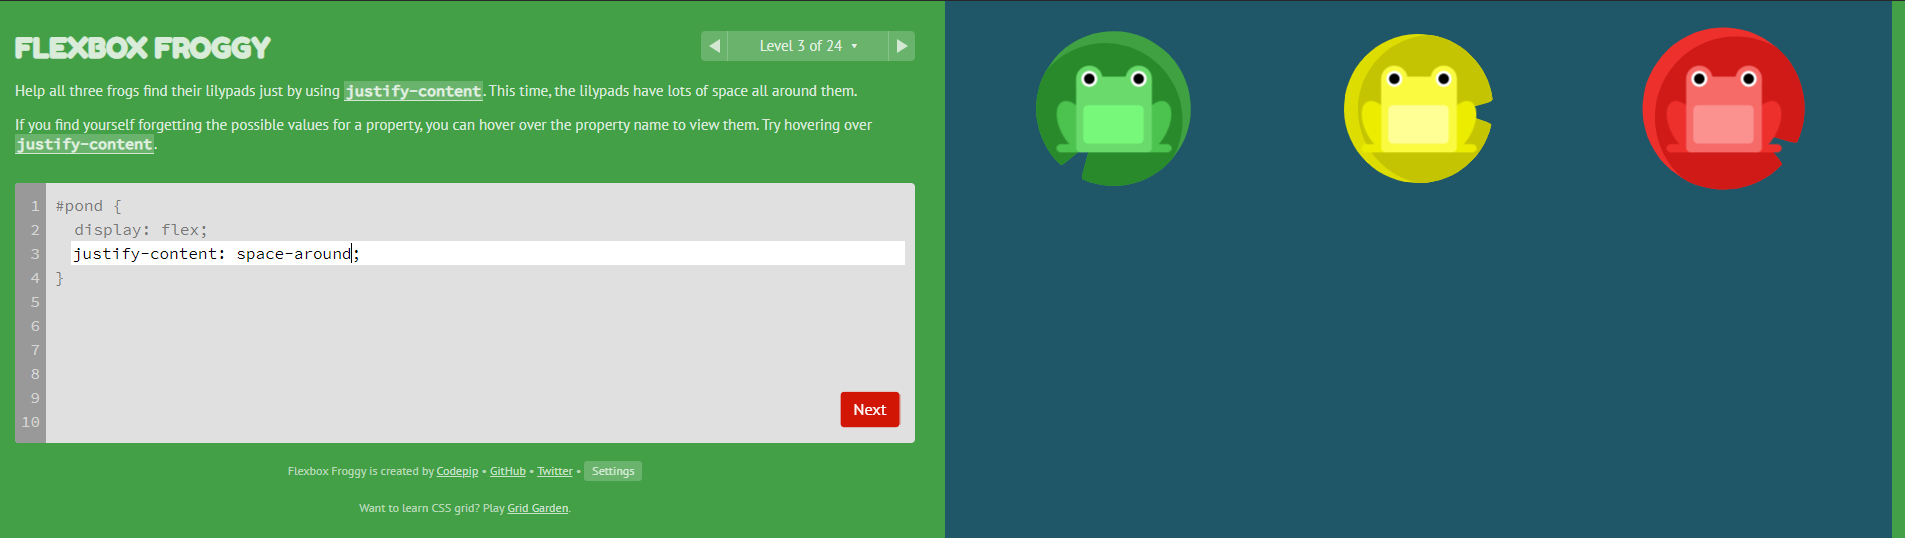 FLEXBOX FROGGY
Level 3 of 24
Help all three frogs find their lilypads just by using justify-content. This time, the lilypads have lots of space all around them.
If you find yourself forgetting the possible values for a property, you can hover over the property name to view them. Try hovering over
justify-content.
1 #pond {
2 display: flex;
3 justify-content: space-around;
4 }
5
6
7
8
9
10
Next
Flexbox Froggy is created by Codepip • GitHub • Twitter • Settings
Want to learn CSS grid? Play Grid Garden.